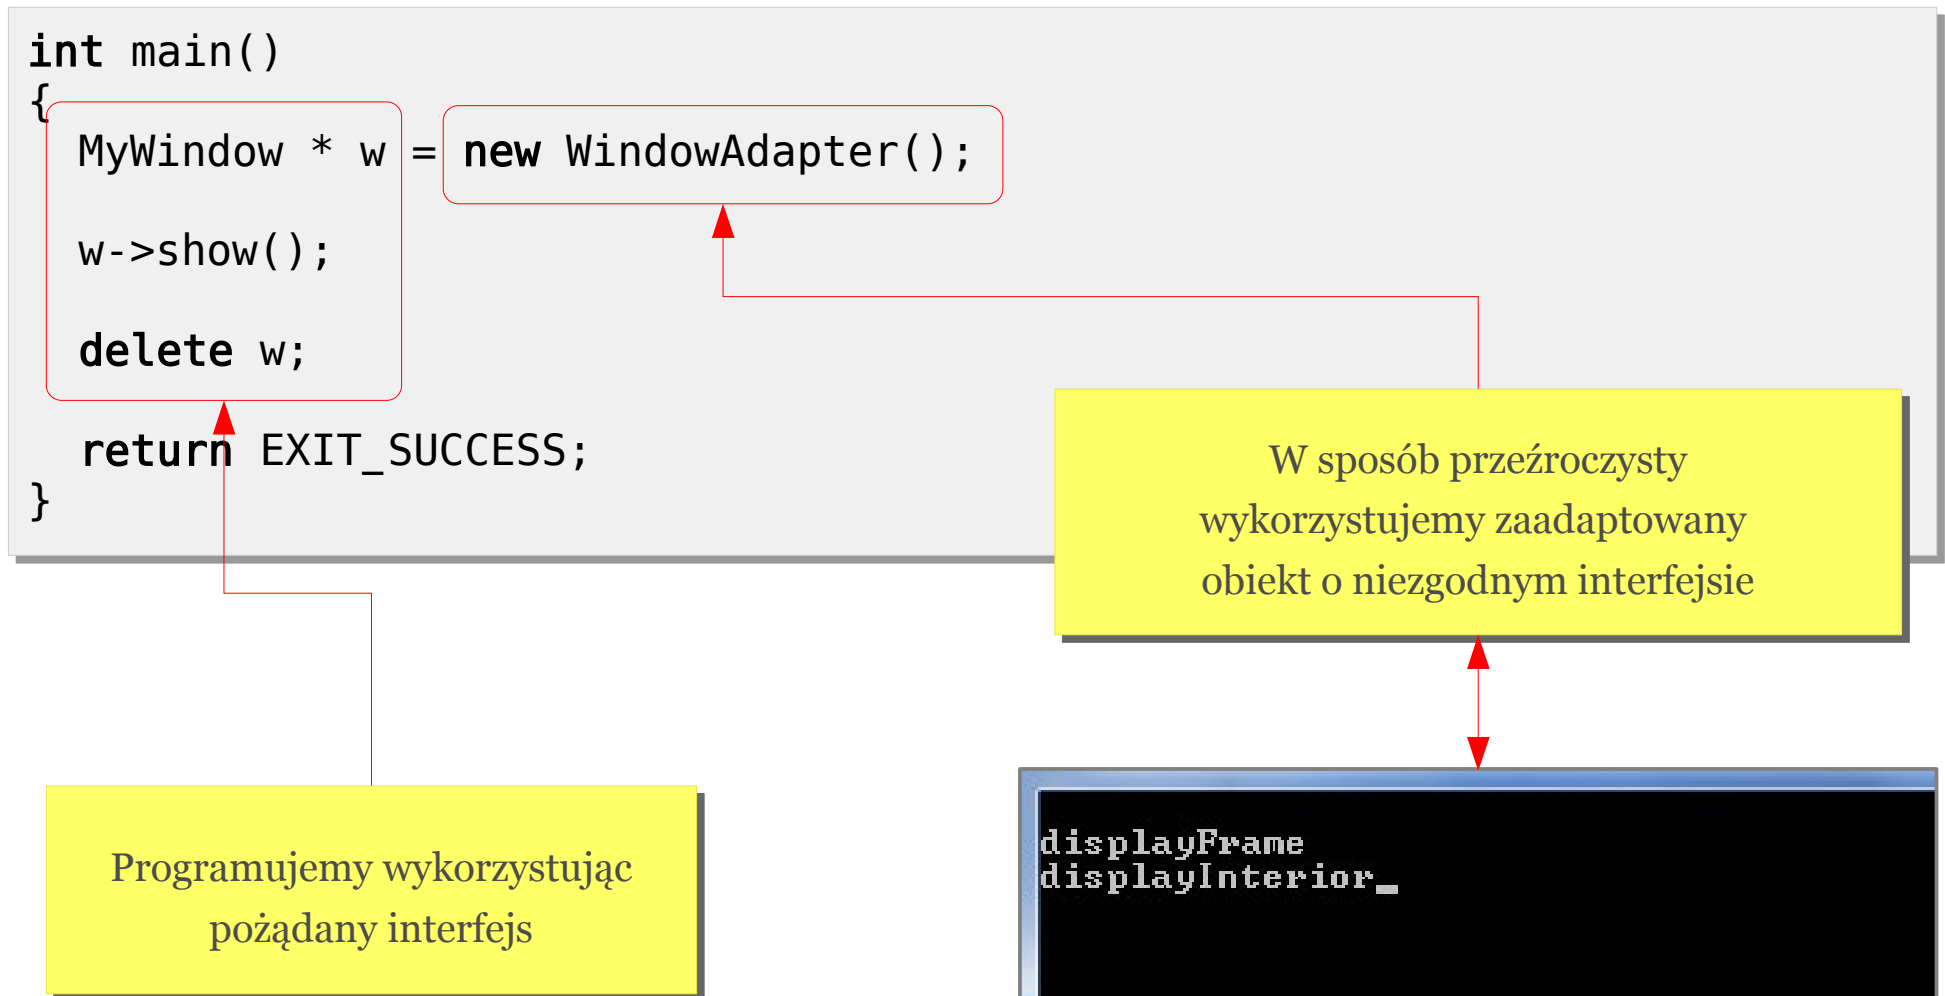 int main()
{
MyWindow * w = new WindowAdapter();
w->show();
delete w;
return EXIT_SUCCESS;
}
W sposób przeźroczysty
wykorzystujemy zaadaptowany
obiekt o niezgodnym interfejsie
Programujemy wykorzystując
pożądany interfejs
displayFrame
displayInterior_